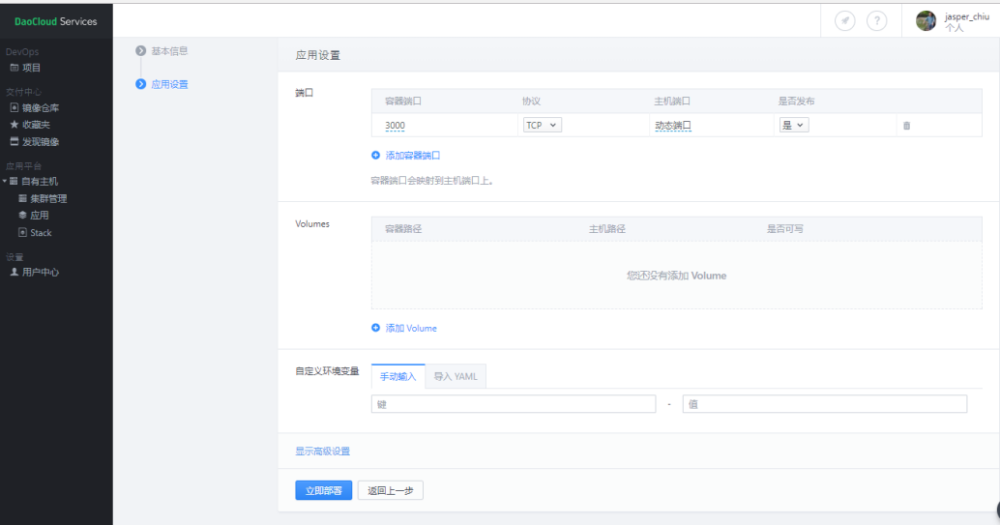 DaoCloud Services
jasper_chiu
个人
DevOps
项目
交付中心
镜像仓库
收藏夹
发现镜像
应用平台
自有主机
集群管理
应用
Stack
设置
用户中心
基本信息
应用设置
应用设置
端口
容器端口 协议 主机端口 是否发布
3000 TCP 动态端口 是
添加容器端口
容器端口会映射到主机端口上。
Volumes
容器路径 主机路径 是否可写
您还没有添加 Volume
添加 Volume
自定义环境变量
手动输入 导入 YAML
键 - 值
显示高级设置
立即部署 返回上一步